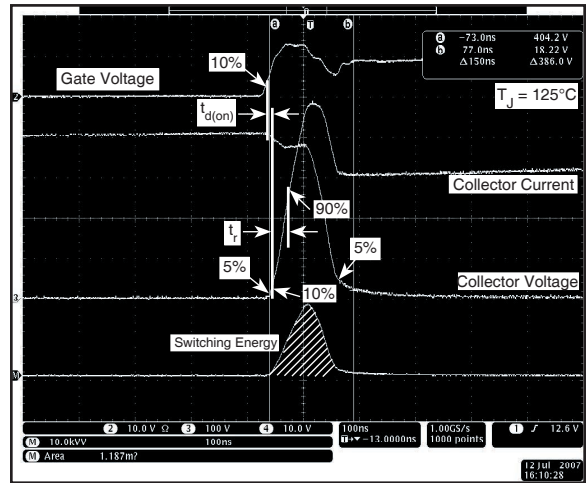 T
a T b
a -73.0ns 404.2 V
b 77.0ns 18.22 V
Δ150ns Δ386.0 V
10%
Gate Voltage
2
T_J = 125°C
t_d(on)
Collector Current
90%
t_r
5%
5%
10%
Collector Voltage
3
Switching Energy
M
2 10.0 V Ω 3 100 V 4 10.0 V
100ns 1.00GS/s 1 ʃ 12.6 V
M 10.0kVV 100ns
T→▼ -13.0000ns 1000 points
M Area 1.187m?
12 Jul 2007
16:10:28